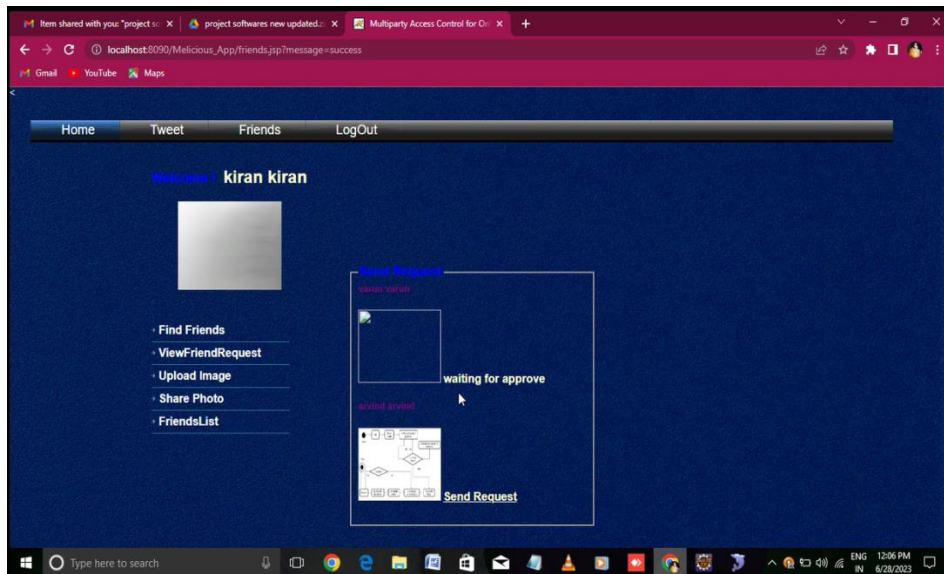 Item shared with you: "project so
project softwares new updated.z
Multiparty Access Control for On
localhost:8090/Melicious_App/friends.jsp?message=success
Gmail YouTube Maps
<
Home Tweet Friends LogOut
Welcome ! kiran kiran
Send Request
varun varun
waiting for approve
arvind arvind
Send Request
Find Friends
ViewFriendRequest
Upload Image
Share Photo
FriendsList
Type here to search
ENG 12:06 PM
IN 6/28/2023